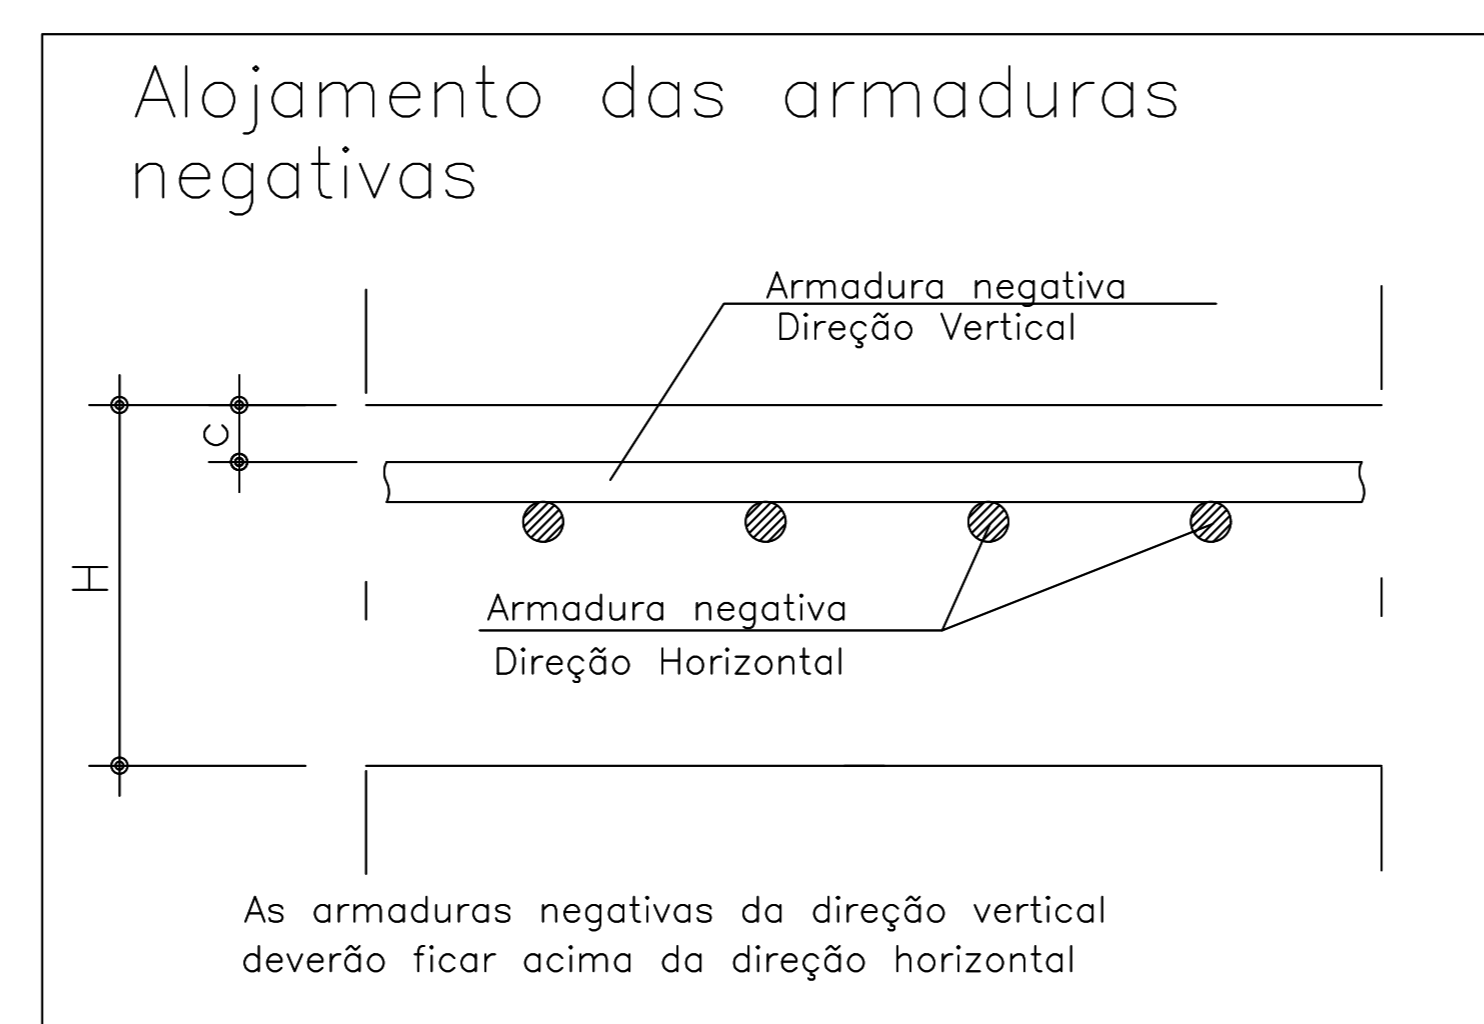 Alojamento das armaduras
negativas
Armadura negativa
Direção Vertical
C
H
Armadura negativa
Direção Horizontal
As armaduras negativas da direção vertical
deverão ficar acima da direção horizontal